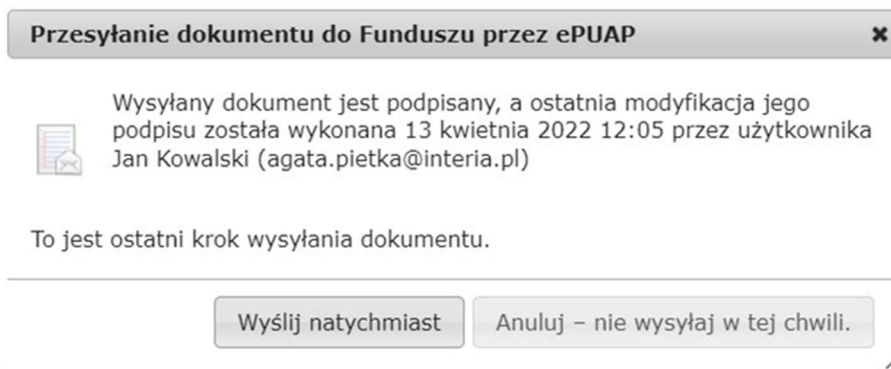 Przesyłanie dokumentu do Funduszu przez ePUAP
Wysyłany dokument jest podpisany, a ostatnia modyfikacja jego
podpisu została wykonana 13 kwietnia 2022 12:05 przez użytkownika
Jan Kowalski (agata.pietka@interia.pl)
To jest ostatni krok wysyłania dokumentu.
Wyślij natychmiast
Anuluj – nie wysyłaj w tej chwili.